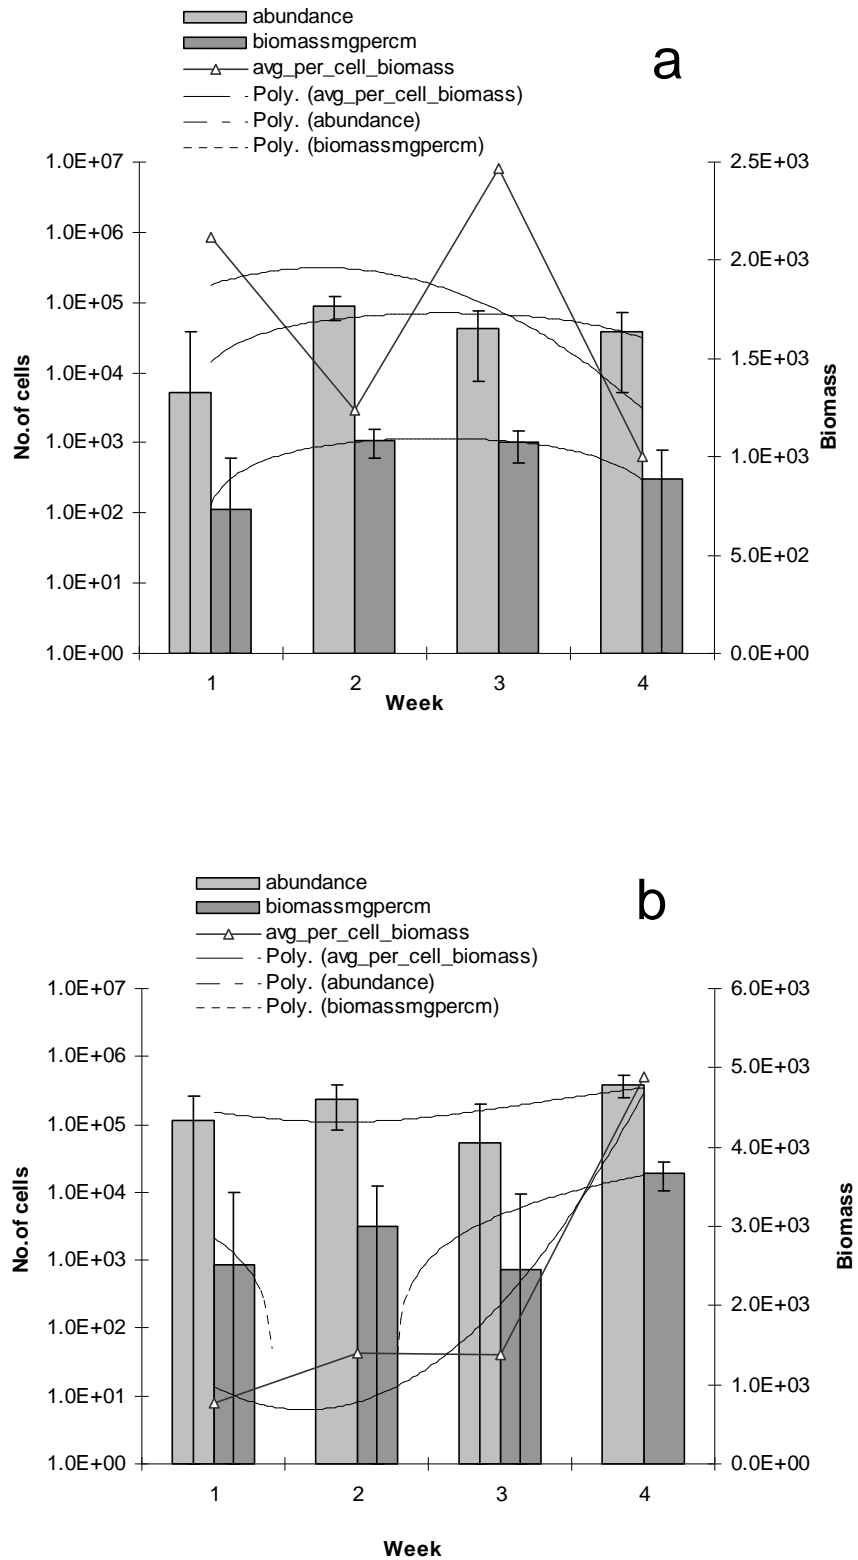 abundance
biomassmgpercm
avg_per_cell_biomass
Poly. (avg_per_cell_biomass)
Poly. (abundance)
Poly. (biomassmgpercm)
a
1.0E+07
1.0E+06
1.0E+05
1.0E+04
1.0E+03
1.0E+02
1.0E+01
1.0E+00
No.of cells
2.5E+03
2.0E+03
1.5E+03
1.0E+03
5.0E+02
0.0E+00
Biomass
1 2 3 4
Week
abundance
biomassmgpercm
avg_per_cell_biomass
Poly. (avg_per_cell_biomass)
Poly. (abundance)
Poly. (biomassmgpercm)
b
1.0E+07
1.0E+06
1.0E+05
1.0E+04
1.0E+03
1.0E+02
1.0E+01
1.0E+00
No.of cells
6.0E+03
5.0E+03
4.0E+03
3.0E+03
2.0E+03
1.0E+03
0.0E+00
Biomass
1 2 3 4
Week